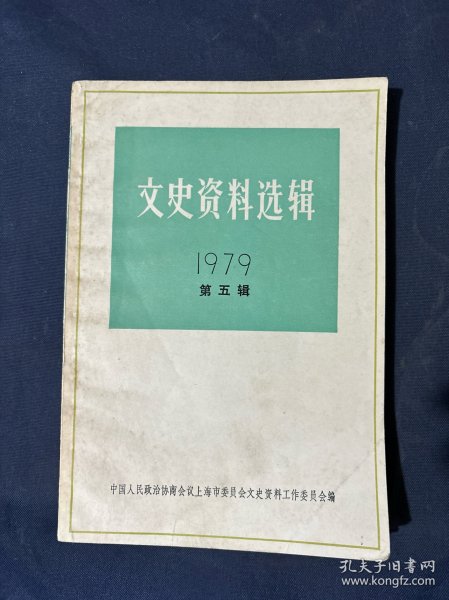 文史资料选辑
1979
第五辑
中国人民政治协商会议上海市委员会文史资料工作委员会编
孔夫子旧书网
www.kongfz.com